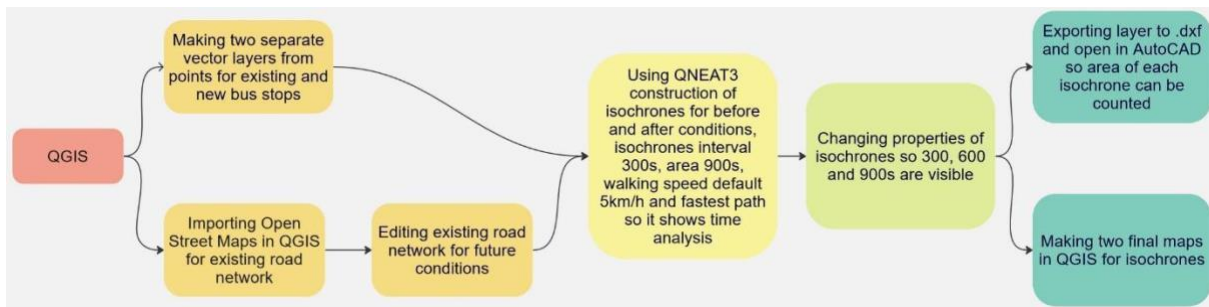 QGIS
Making two separate
vector layers from
points for existing and
new bus stops
Importing Open
Street Maps in QGIS
for existing road
network
Editing existing road
network for future
conditions
Using QNEAT3
construction of
isochrones for before
and after conditions,
isochrones interval
300s, area 900s,
walking speed default
5km/h and fastest path
so it shows time
analysis
Changing properties of
isochrones so 300, 600
and 900s are visible
Exporting layer to .dxf
and open in AutoCAD
so area of each
isochrone can be
counted
Making two final maps
in QGIS for isochrones